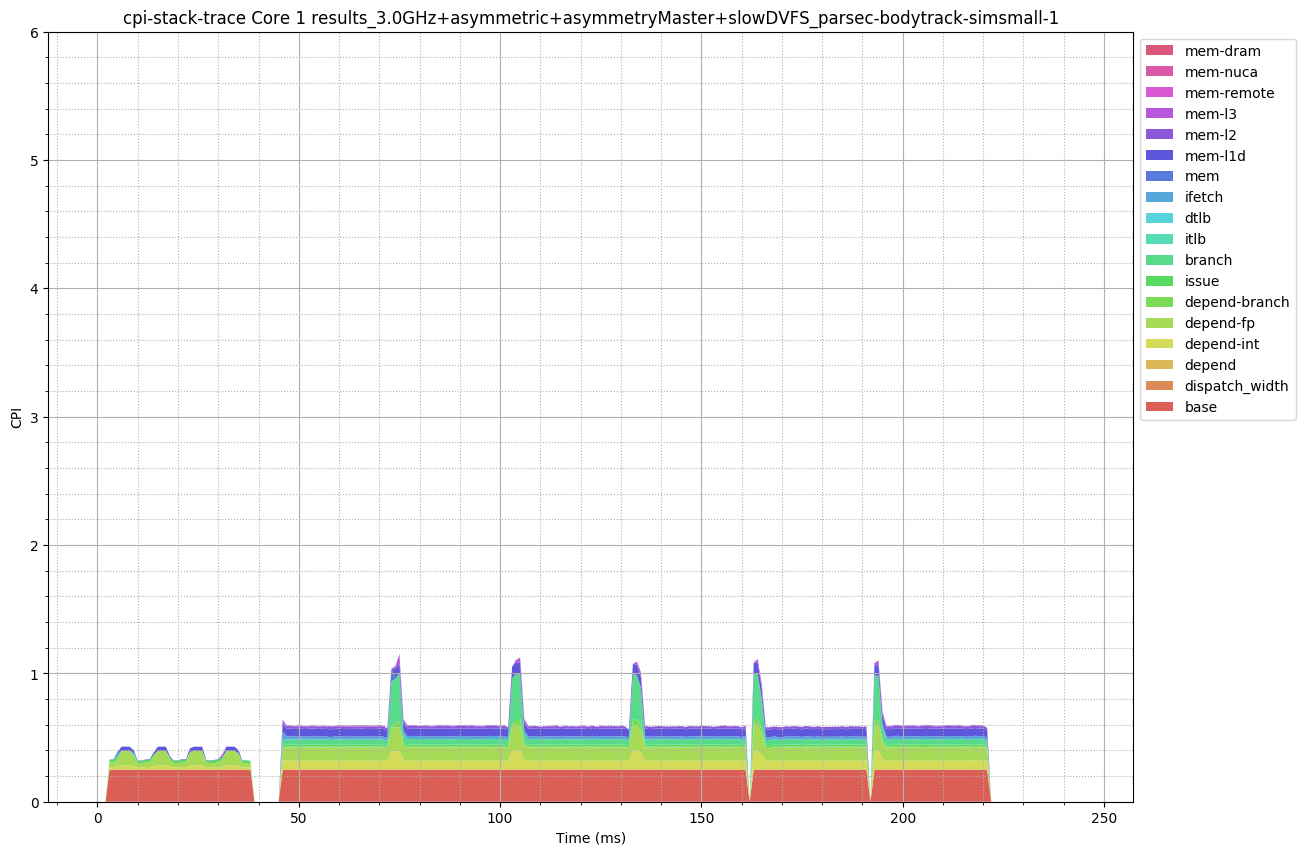 cpi-stack-trace Core 1 results_3.0GHz+asymmetric+asymmetryMaster+slowDVFS_parsec-bodytrack-simsmall-1
6
5
4
3
2
1
0
CPI
0
50
100
150
200
250
Time (ms)
mem-dram
mem-nuca
mem-remote
mem-l3
mem-l2
mem-l1d
mem
ifetch
dtlb
itlb
branch
issue
depend-branch
depend-fp
depend-int
depend
dispatch_width
base